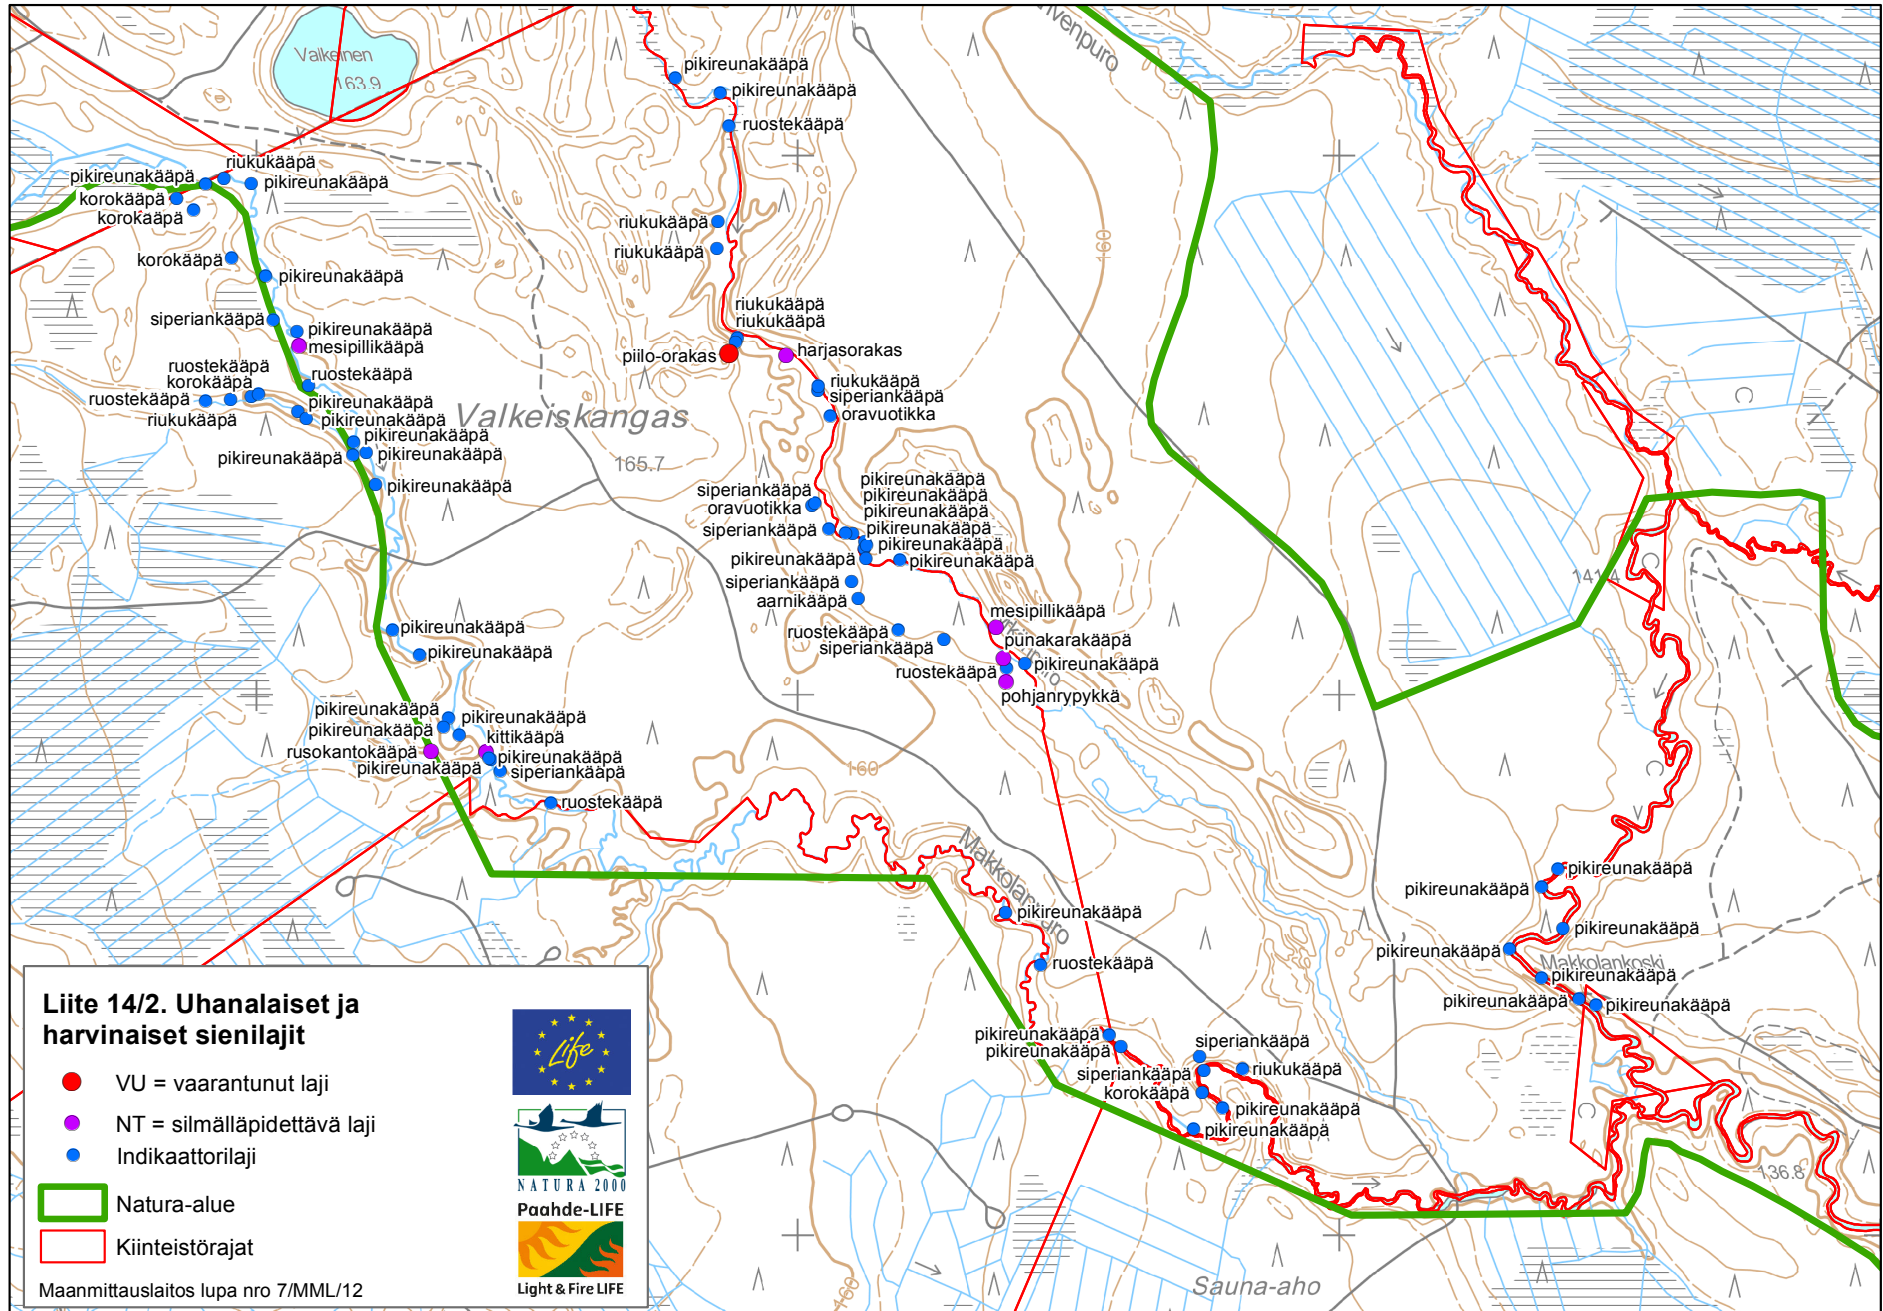 Valkeinen
163.9
pikireunakääpä
pikireunakääpä
ruostekääpä
riukukääpä
pikireunakääpä
pikireunakääpä
korokääpä
korokääpä
korokääpä
pikireunakääpä
siperiankääpä
pikireunakääpä
mesipillikääpä
ruostekääpä
ruostekääpä
korokääpä
ruostekääpä
riukukääpä
pikireunakääpä
pikireunakääpä
pikireunakääpä
pikireunakääpä
pikireunakääpä
pikireunakääpä
riukukääpä
riukukääpä
riukukääpä
riukukääpä
piilo-orakas
harjasorakas
riukukääpä
siperiankääpä
oravuotikka
Valkeiskangas
165.7
160
siperiankääpä
oravuotikka
siperiankääpä
pikireunakääpä
pikireunakääpä
pikireunakääpä
pikireunakääpä
pikireunakääpä
pikireunakääpä
pikireunakääpä
siperiankääpä
aarnikääpä
ruostekääpä
siperiankääpä
mesipillikääpä
punakarakääpä
pikireunakääpä
ruostekääpä
pohjanrypykkä
141.4
C
C
C
C
pikireunakääpä
pikireunakääpä
pikireunakääpä
pikireunakääpä
pikireunakääpä
rusokantokääpä
kittikääpä
pikireunakääpä
pikireunakääpä
siperiankääpä
ruostekääpä
160
Makkolanpuro
pikireunakääpä
ruostekääpä
pikireunakääpä
pikireunakääpä
siperiankääpä
siperiankääpä
riukukääpä
korokääpä
pikireunakääpä
pikireunakääpä
pikireunakääpä
pikireunakääpä
pikireunakääpä
pikireunakääpä
Makkolankoski
pikireunakääpä
pikireunakääpä
pikireunakääpä
136.8
160
Sauna-aho
Liite 14/2. Uhanalaiset ja
harvinaiset sienilajit
VU = vaarantunut laji
NT = silmälläpidettävä laji
Indikaattorilaji
Natura-alue
Kiinteistörajat
Maanmittauslaitos lupa nro 7/MML/12
Life
NATURA 2000
Paahde-LIFE
Light & Fire LIFE